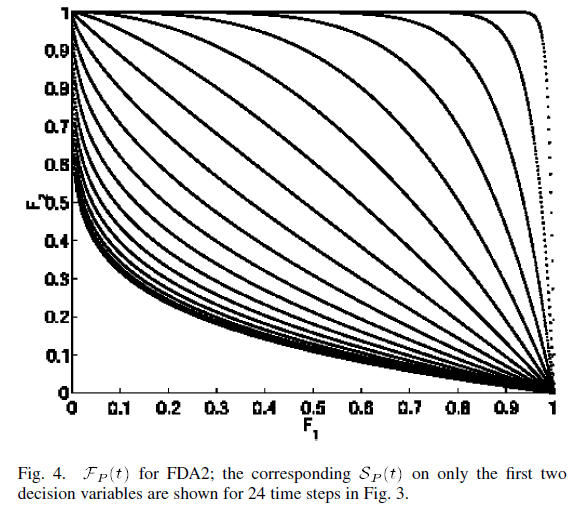 1
0.9
0.8
0.7
0.6
F2
0.5
0.4
0.3
0.2
0.1
0
0 0.1 0.2 0.3 0.4 0.5 0.6 0.7 0.8 0.9 1
F1
Fig. 4. ℱP(t) for FDA2; the corresponding 𝒮P(t) on only the first two
decision variables are shown for 24 time steps in Fig. 3.